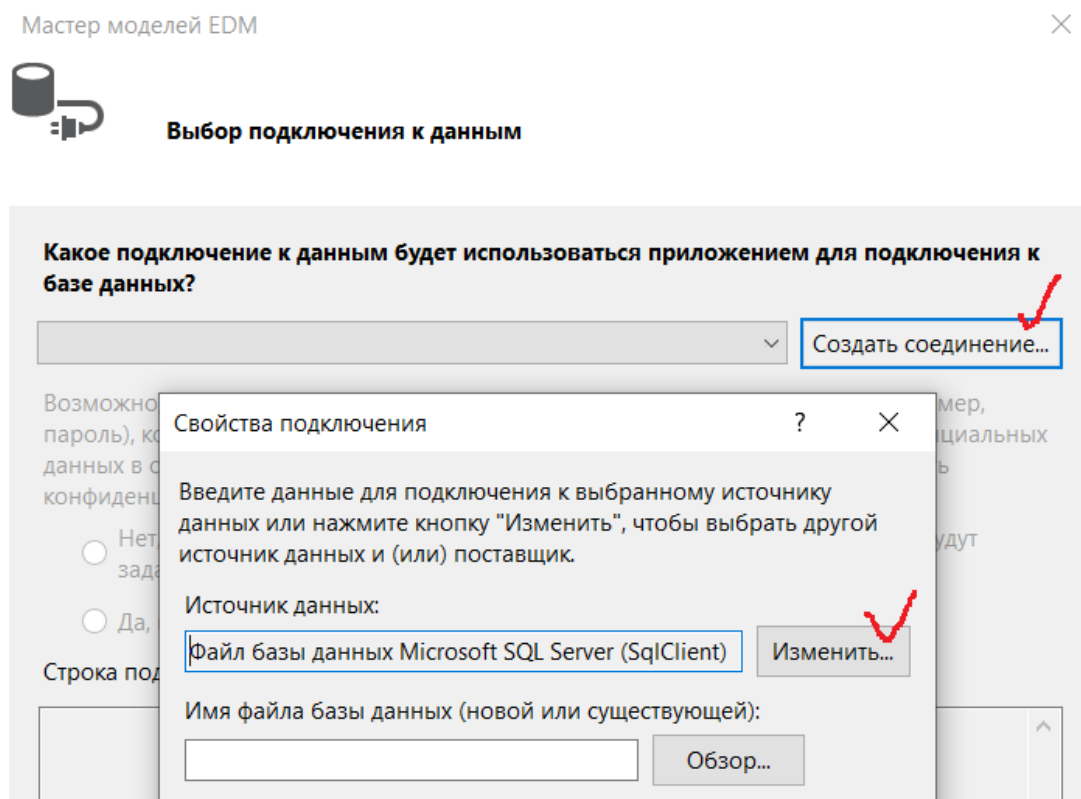 Мастер моделей EDM
Выбор подключения к данным
Какое подключение к данным будет использоваться приложением для подключения к
базе данных?
Создать соединение...
Возможно
мер,
пароль), ко
циальных
данных в с
ь
конфиденц
Нет,
удут
зада
Да,
Строка под
Свойства подключения
?
Введите данные для подключения к выбранному источнику
данных или нажмите кнопку "Изменить", чтобы выбрать другой
источник данных и (или) поставщик.
Источник данных:
Файл базы данных Microsoft SQL Server (SqlClient)
Изменить...
Имя файла базы данных (новой или существующей):
Обзор...